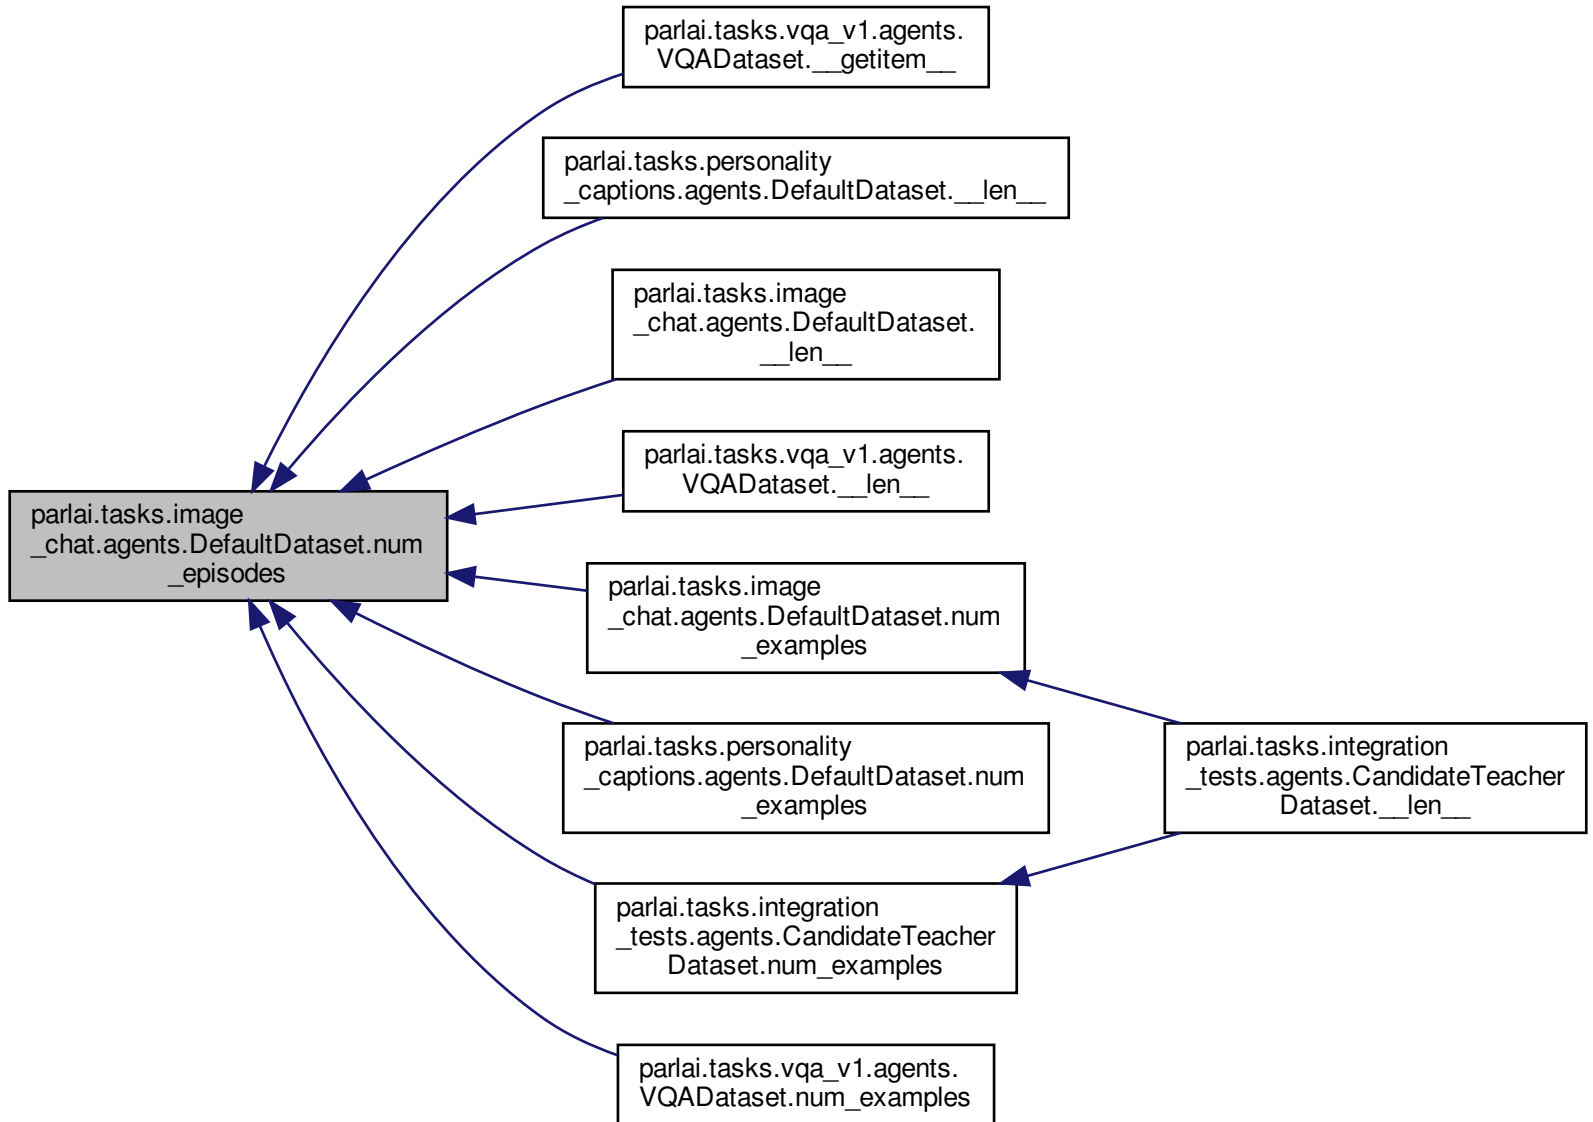 parlai.tasks.vqa_v1.agents.
VQADataset.__getitem__
parlai.tasks.personality
_captions.agents.DefaultDataset.__len__
parlai.tasks.image
_chat.agents.DefaultDataset.
__len__
parlai.tasks.vqa_v1.agents.
VQADataset.__len__
parlai.tasks.image
_chat.agents.DefaultDataset.num
_episodes
parlai.tasks.image
_chat.agents.DefaultDataset.num
_examples
parlai.tasks.personality
_captions.agents.DefaultDataset.num
_examples
parlai.tasks.integration
_tests.agents.CandidateTeacher
Dataset.__len__
parlai.tasks.integration
_tests.agents.CandidateTeacher
Dataset.num_examples
parlai.tasks.vqa_v1.agents.
VQADataset.num_examples